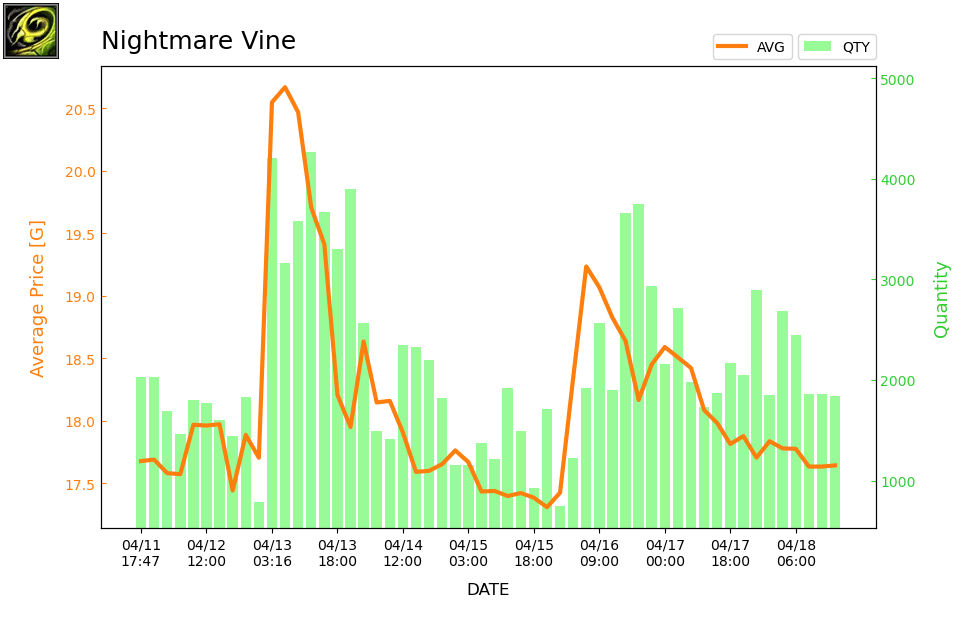 Nightmare Vine
AVG
QTY
Average Price [G]
20.5
20.0
19.5
19.0
18.5
18.0
17.5
5000
4000
3000
2000
1000
Quantity
04/11 04/12 04/13 04/13 04/14 04/15 04/15 04/16 04/17 04/17 04/18
17:47 12:00 03:16 18:00 12:00 03:00 18:00 09:00 00:00 18:00 06:00
DATE